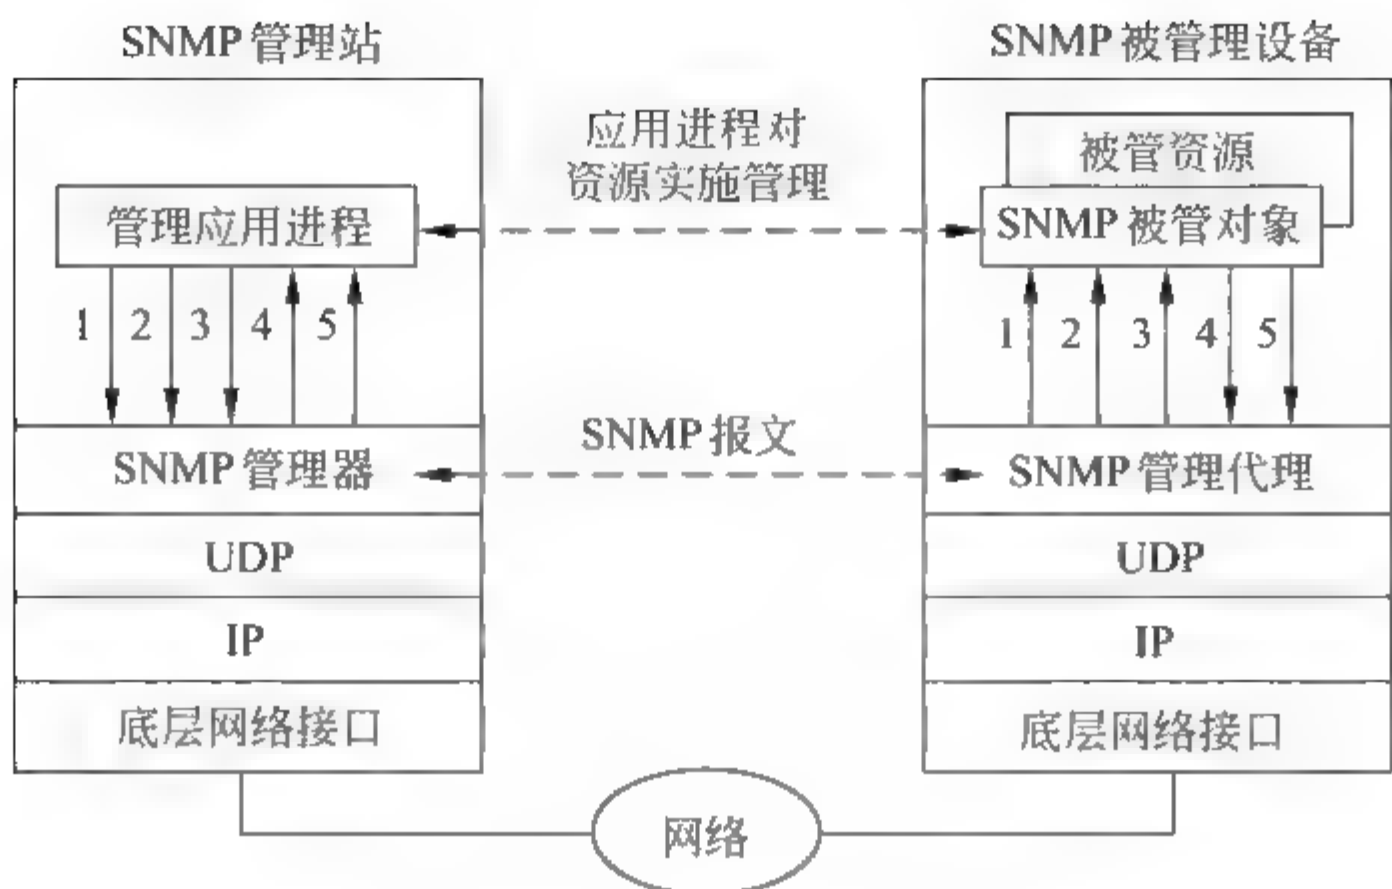 SNMP管理站
SNMP被管理设备
应用进程对
资源实施管理
被管资源
管理应用进程
SNMP被管对象
1 2 3 4 5
1 2 3 4 5
SNMP报文
SNMP管理器
SNMP管理代理
UDP
UDP
IP
IP
底层网络接口
底层网络接口
网络